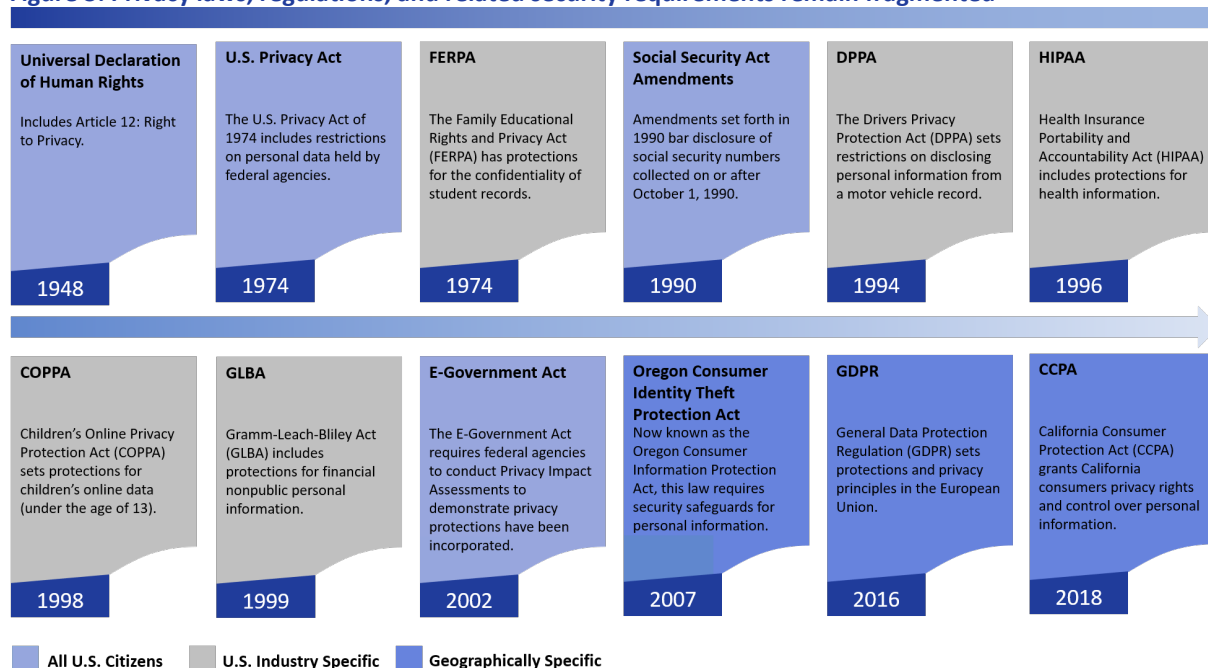 Figure 3: Privacy laws, regulations, and related security requirements remain fragmented
Universal Declaration
of Human Rights
Includes Article 12: Right
to Privacy.
1948
U.S. Privacy Act
The U.S. Privacy Act of
1974 includes restrictions
on personal data held by
federal agencies.
1974
FERPA
The Family Educational
Rights and Privacy Act
(FERPA) has protections
for the confidentiality of
student records.
1974
Social Security Act
Amendments
Amendments set forth in
1990 bar disclosure of
social security numbers
collected on or after
October 1, 1990.
1990
DPPA
The Drivers Privacy
Protection Act (DPPA) sets
restrictions on disclosing
personal information from
a motor vehicle record.
1994
HIPAA
Health Insurance
Portability and
Accountability Act (HIPAA)
includes protections for
health information.
1996
COPPA
Children’s Online Privacy
Protection Act (COPPA)
sets protections for
children’s online data
(under the age of 13).
1998
GLBA
Gramm-Leach-Bliley Act
(GLBA) includes
protections for financial
nonpublic personal
information.
1999
E-Government Act
The E-Government Act
requires federal agencies
to conduct Privacy Impact
Assessments to
demonstrate privacy
protections have been
incorporated.
2002
Oregon Consumer
Identity Theft
Protection Act
Now known as the
Oregon Consumer
Information Protection
Act, this law requires
security safeguards for
personal information.
2007
GDPR
General Data Protection
Regulation (GDPR) sets
protections and privacy
principles in the European
Union.
2016
CCPA
California Consumer
Protection Act (CCPA)
grants California
consumers privacy rights
and control over personal
information.
2018
All U.S. Citizens
U.S. Industry Specific
Geographically Specific